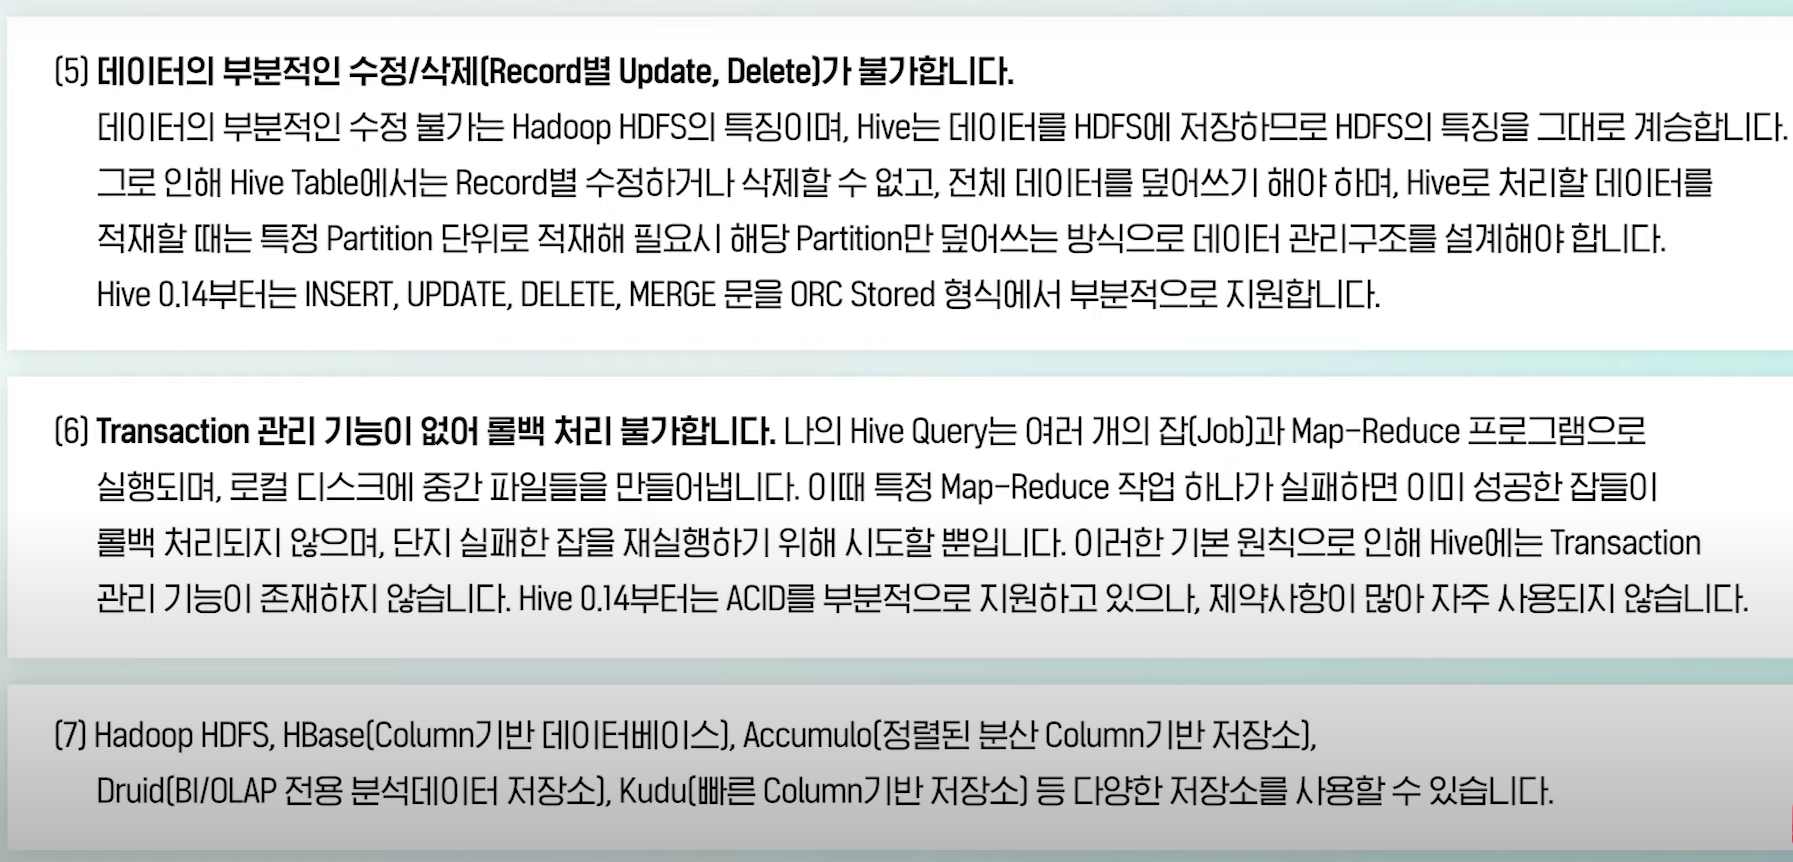 (5) 데이터의 부분적인 수정/삭제(Record별 Update, Delete)가 불가합니다.
데이터의 부분적인 수정 불가는 Hadoop HDFS의 특징이며, Hive는 데이터를 HDFS에 저장하므로 HDFS의 특징을 그대로 계승합니다.
그로 인해 Hive Table에서는 Record별 수정하거나 삭제할 수 없고, 전체 데이터를 덮어쓰기 해야 하며, Hive로 처리할 데이터를
적재할 때는 특정 Partition 단위로 적재해 필요시 해당 Partition만 덮어쓰는 방식으로 데이터 관리구조를 설계해야 합니다.
Hive 0.14부터는 INSERT, UPDATE, DELETE, MERGE 문을 ORC Stored 형식에서 부분적으로 지원합니다.
(6) Transaction 관리 기능이 없어 롤백 처리 불가합니다. 나의 Hive Query는 여러 개의 잡(Job)과 Map-Reduce 프로그램으로
실행되며, 로컬 디스크에 중간 파일들을 만들어냅니다. 이때 특정 Map-Reduce 작업 하나가 실패하면 이미 성공한 잡들이
롤백 처리되지 않으며, 단지 실패한 잡을 재실행하기 위해 시도할 뿐입니다. 이러한 기본 원칙으로 인해 Hive에는 Transaction
관리 기능이 존재하지 않습니다. Hive 0.14부터는 ACID를 부분적으로 지원하고 있으나, 제약사항이 많아 자주 사용되지 않습니다.
(7) Hadoop HDFS, HBase(Column기반 데이터베이스), Accumulo(정렬된 분산 Column기반 저장소),
Druid(BI/OLAP 전용 분석데이터 저장소), Kudu(빠른 Column기반 저장소) 등 다양한 저장소를 사용할 수 있습니다.